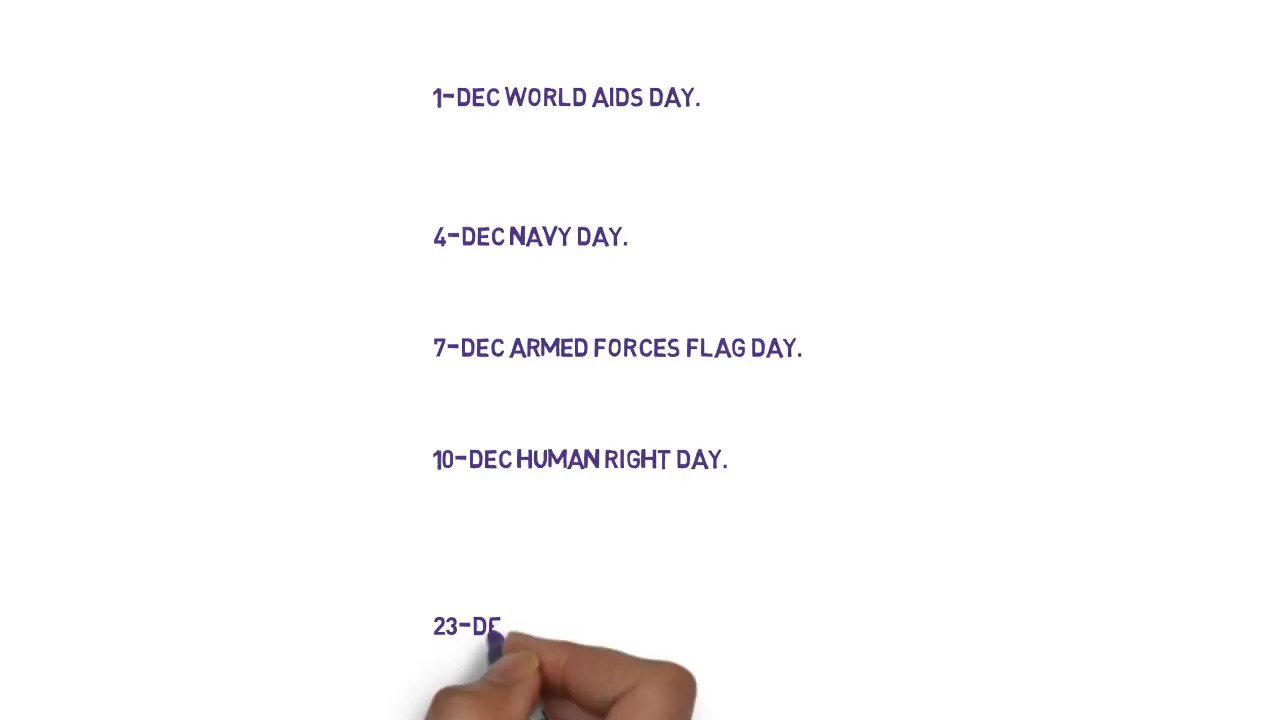 1-DEC WORLD AIDS DAY.
4-DEC NAVY DAY.
7-DEC ARMED FORCES FLAG DAY.
10-DEC HUMAN RIGHT DAY.
23-DE